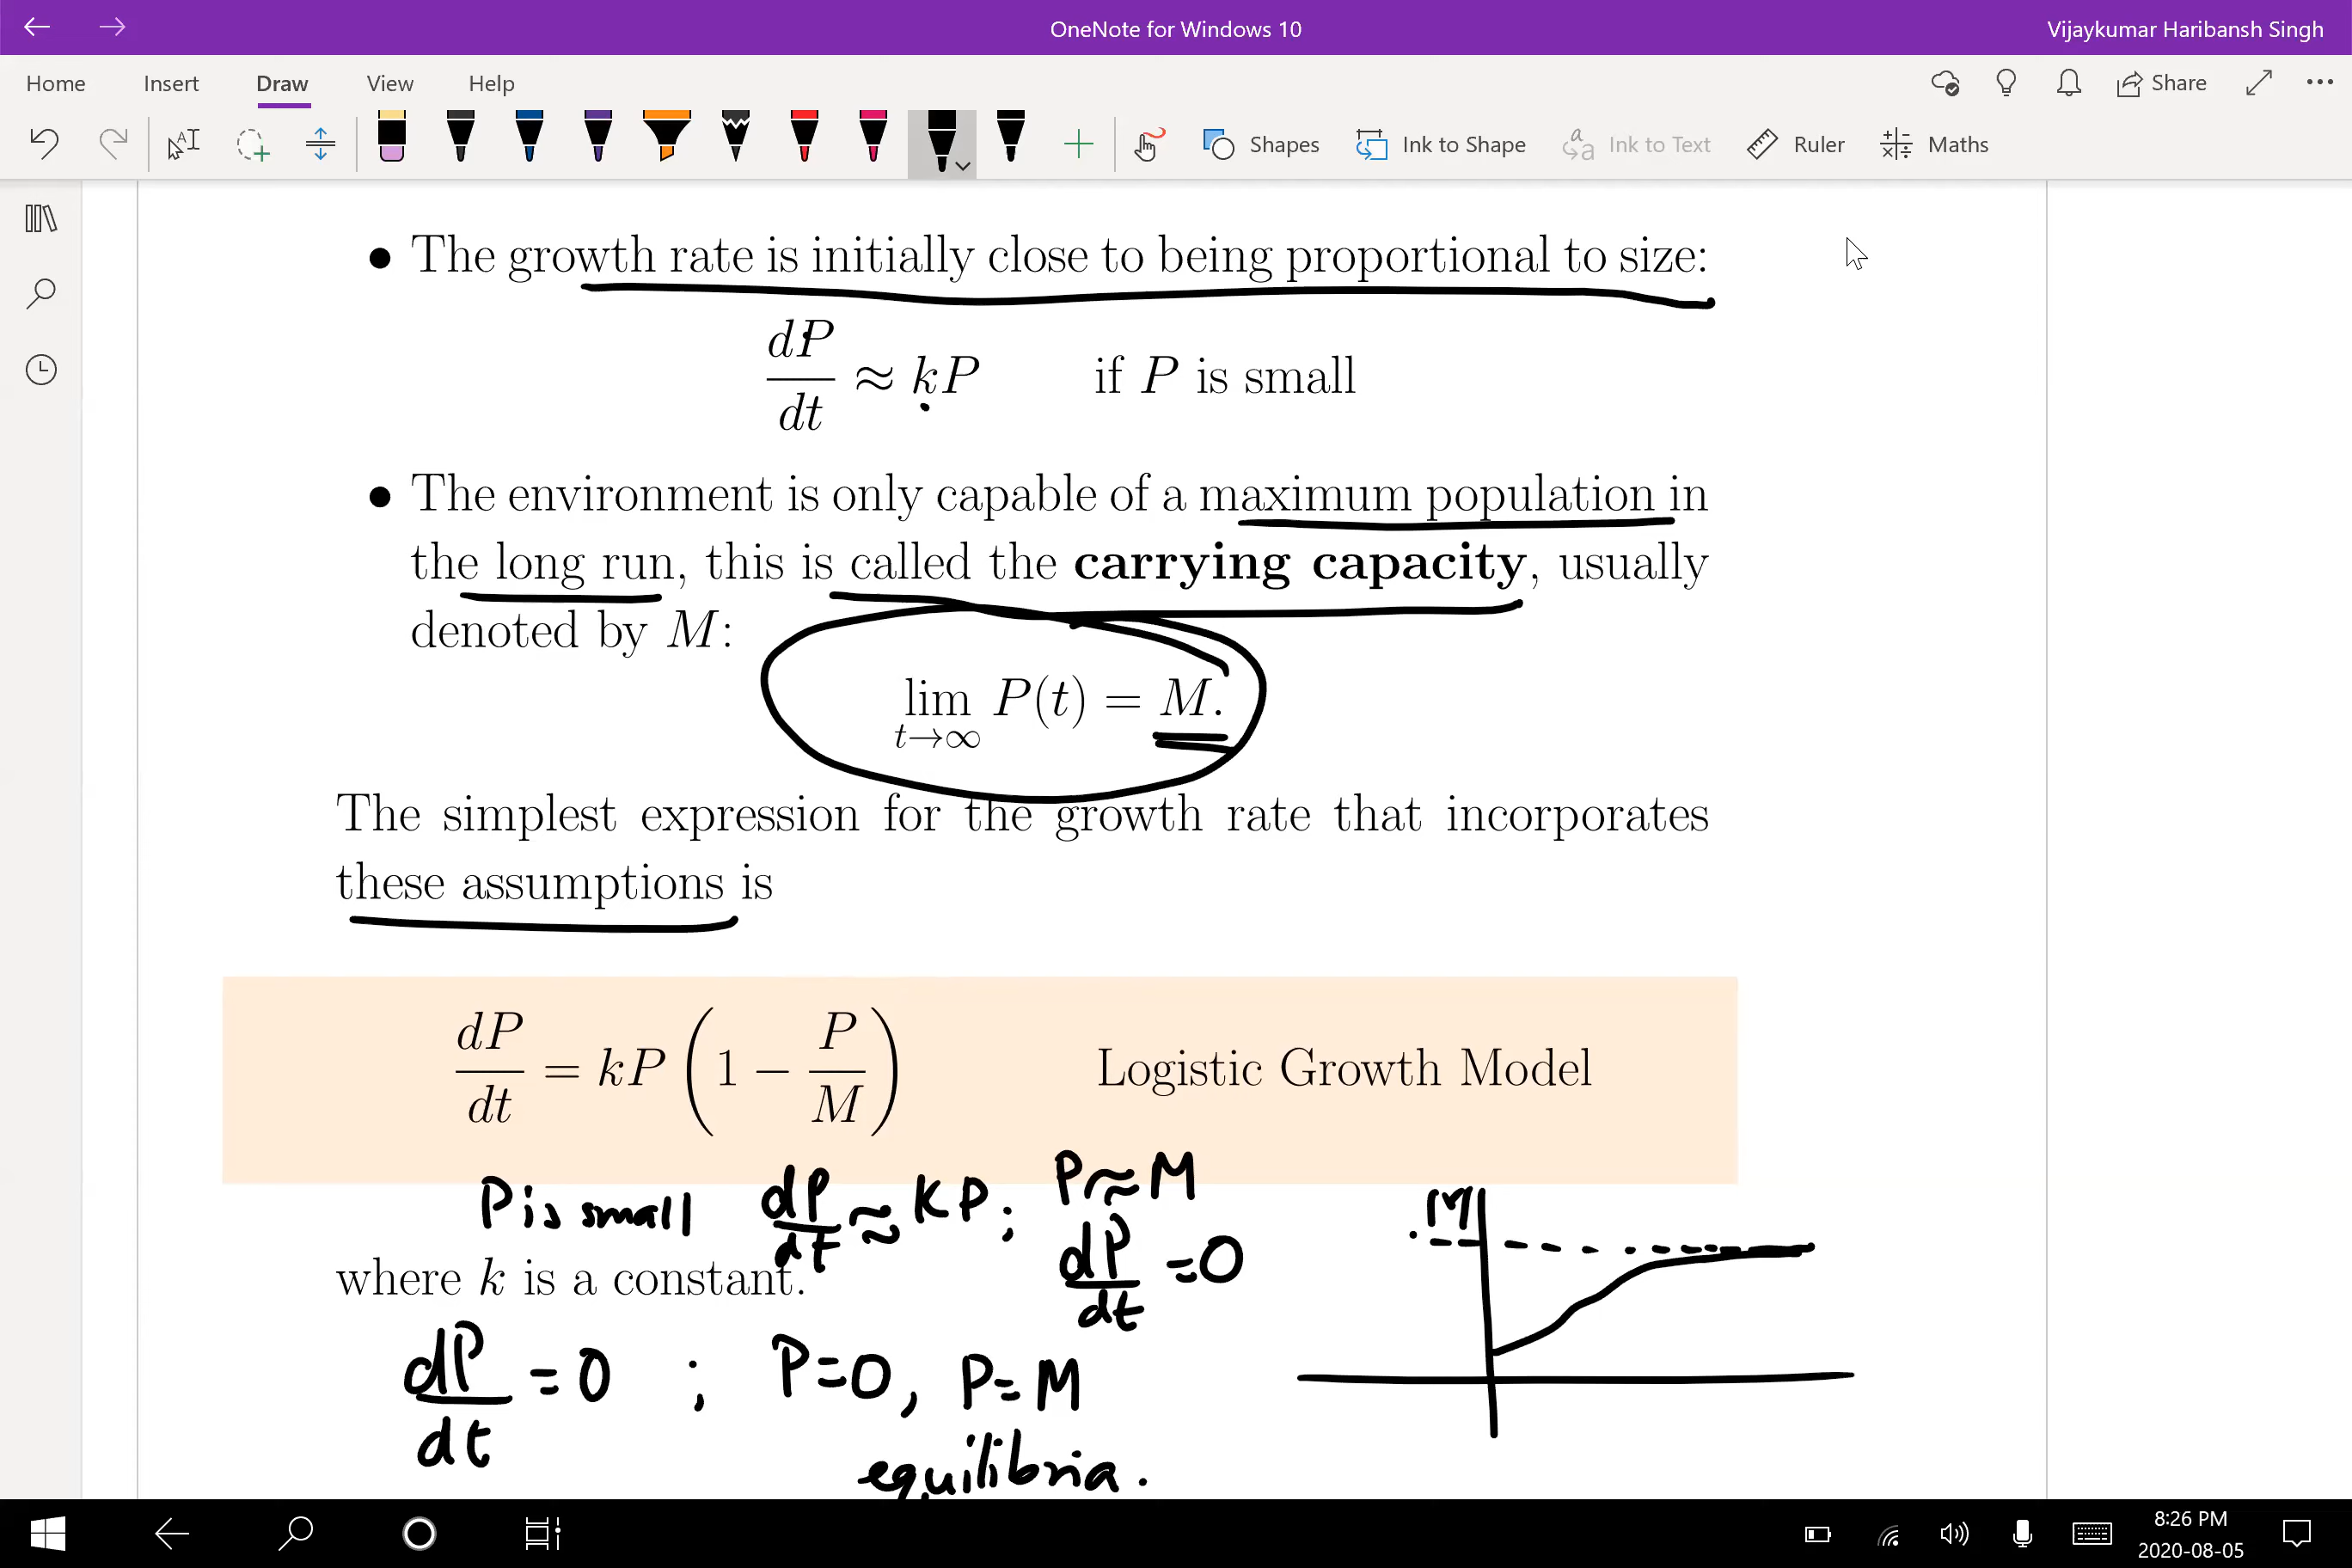 OneNote for Windows 10
Vijaykumar Haribansh Singh
Home Insert Draw View Help
Share
Shapes Ink to Shape Ink to Text Ruler Maths
• The growth rate is initially close to being proportional to size:
dP/dt ≈ kP if P is small
• The environment is only capable of a maximum population in
the long run, this is called the carrying capacity, usually
denoted by M:
lim t→∞ P(t) = M.
The simplest expression for the growth rate that incorporates
these assumptions is
dP/dt = kP (1 − P/M) Logistic Growth Model
P is small dP/dt ≈ KP; P≈M
dP/dt =0
M
where k is a constant.
dP/dt =0 ; P=0, P=M
equilibria.
8:26 PM
2020-08-05